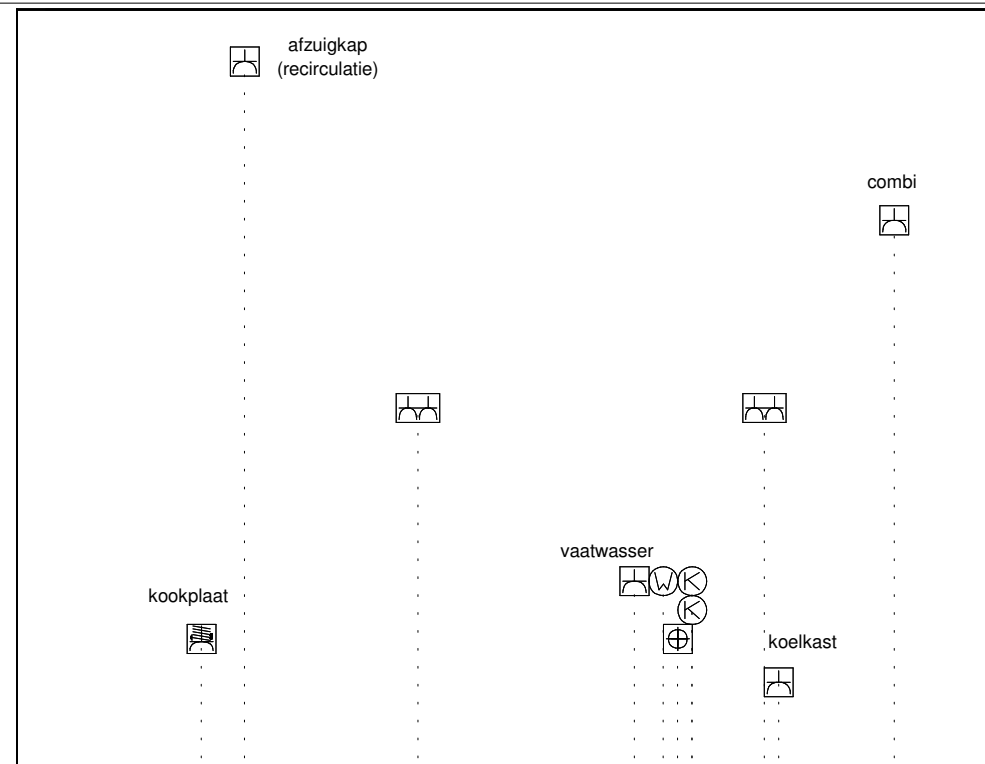 afzuigkap
(recirculatie)
combi
vaatwasser
W K
K
kookplaat
koelkast